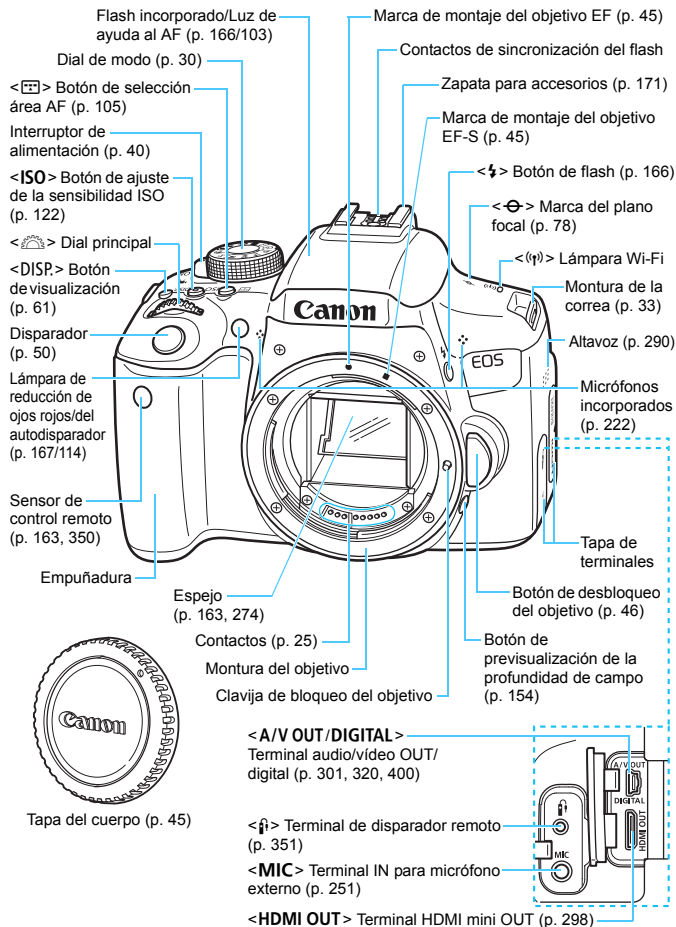 Flash incorporado/Luz de
ayuda al AF (p. 166/103)
Dial de modo (p. 30)
< > Botón de selección
área AF (p. 105)
Interruptor de
alimentación (p. 40)
<ISO> Botón de ajuste
de la sensibilidad ISO
(p. 122)
< > Dial principal
<DISP.> Botón
de visualización
(p. 61)
Disparador
(p. 50)
Lámpara de
reducción de
ojos rojos/del
autodisparador
(p. 167/114)
Sensor de
control remoto
(p. 163, 350)
Empuñadura
Marca de montaje del objetivo EF (p. 45)
Contactos de sincronización del flash
Zapata para accesorios (p. 171)
Marca de montaje del objetivo
EF-S (p. 45)
< > Botón de flash (p. 166)
< > Marca del plano
focal (p. 78)
< > Lámpara Wi-Fi
Montura de la
correa (p. 33)
Altavoz (p. 290)
Micrófonos
incorporados
(p. 222)
Tapa de
terminales
Botón de desbloqueo
del objetivo (p. 46)
Botón de
previsualización de la
profundidad de campo
(p. 154)
Canon
EOS
Espejo
(p. 163, 274)
Contactos (p. 25)
Montura del objetivo
Clavija de bloqueo del objetivo
Canon
Tapa del cuerpo (p. 45)
<A/V OUT/DIGITAL>
Terminal audio/vídeo OUT/
digital (p. 301, 320, 400)
< > Terminal de disparador remoto
(p. 351)
<MIC> Terminal IN para micrófono
externo (p. 251)
<HDMI OUT> Terminal HDMI mini OUT (p. 298)
A/V OUT
DIGITAL
HDMI OUT
MIC